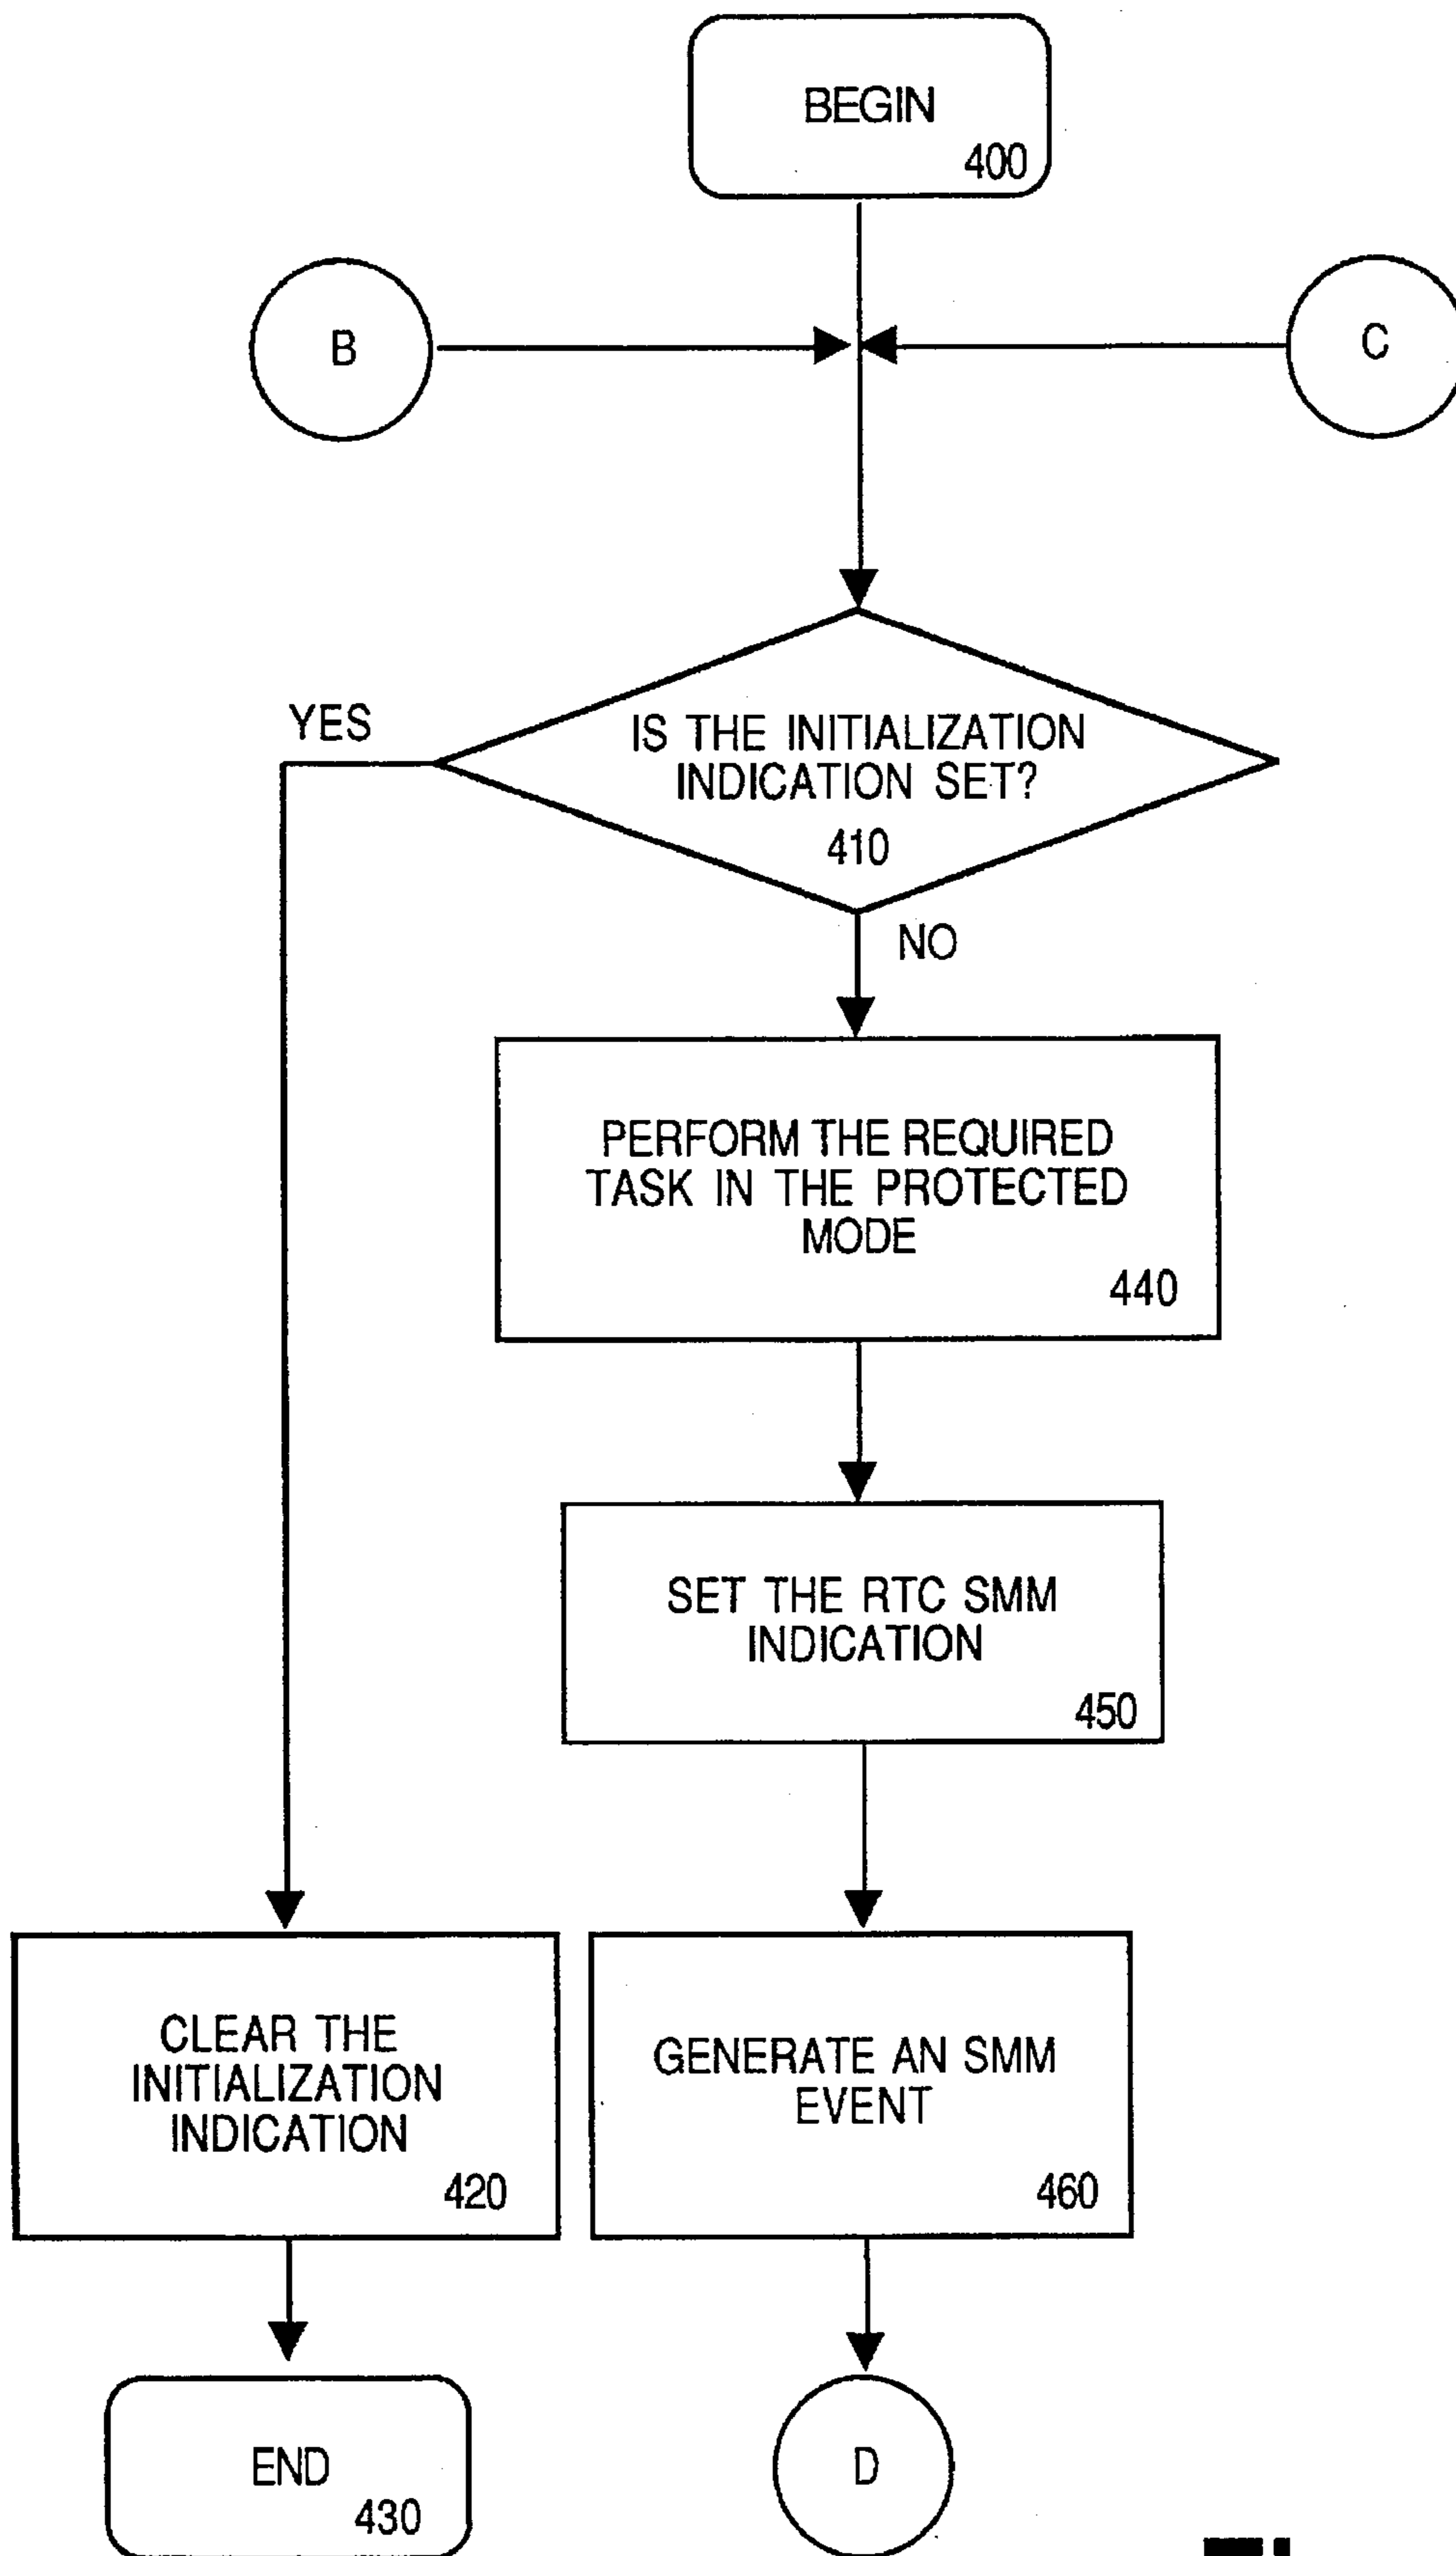 BEGIN
400
B
C
YES
IS THE INITIALIZATION
INDICATION SET?
410
NO
PERFORM THE REQUIRED
TASK IN THE PROTECTED
MODE
440
SET THE RTC SMM
INDICATION
450
CLEAR THE
INITIALIZATION
INDICATION
420
GENERATE AN SMM
EVENT
460
END
430
D